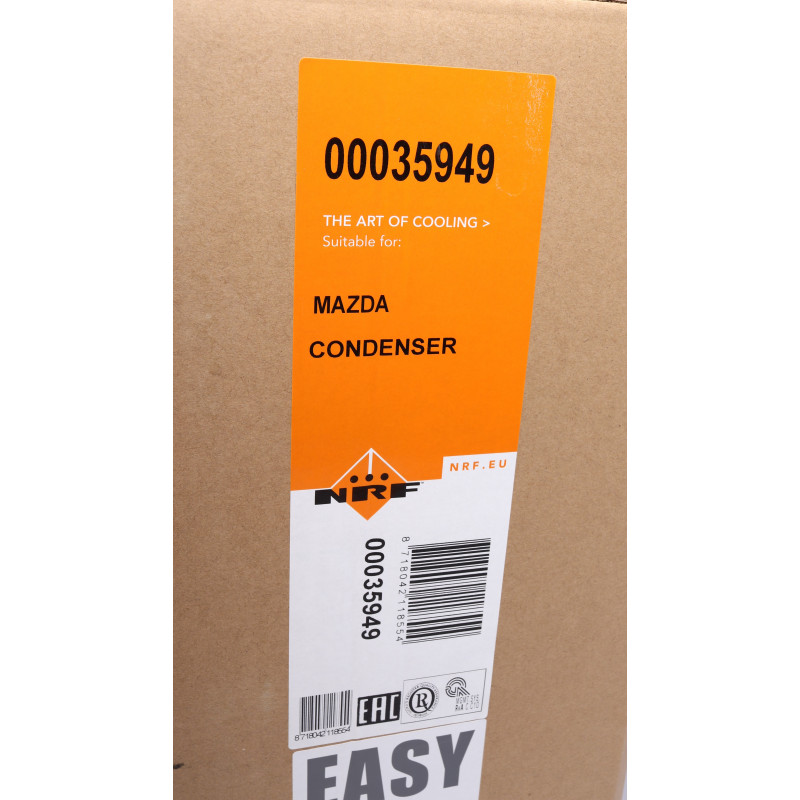 00035949
THE ART OF COOLING >
Suitable for:
MAZDA
CONDENSER
NRF.EU
NRF
00035949
8 718042 118554
8718042118554
EAC
R
EASY